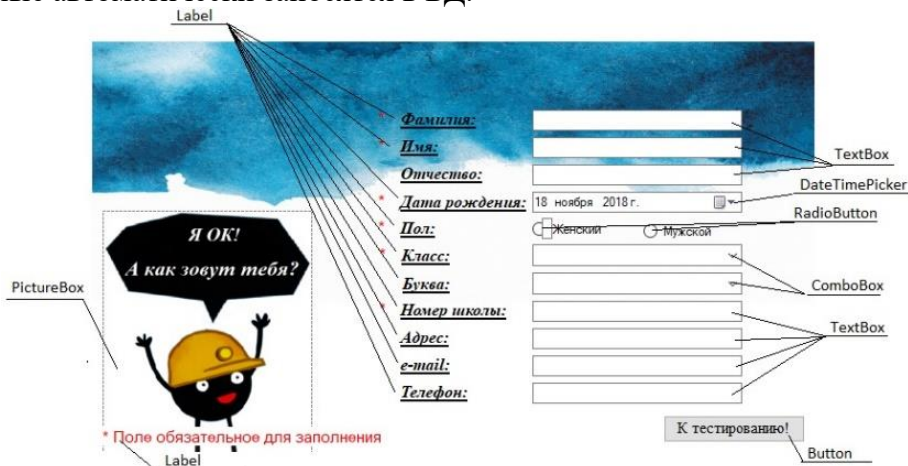 Label
* Фамилия:
* Имя:
Отчество:
TextBox
* Дата рождения:
18 ноября 2018 г.
DateTimePicker
* Пол:
Женский
Мужской
RadioButton
Я ОК!
А как зовут тебя?
* Класс:
Буква:
ComboBox
PictureBox
* Номер школы:
Адрес:
e-mail:
Телефон:
TextBox
* Поле обязательное для заполнения
К тестированию!
Label
Button